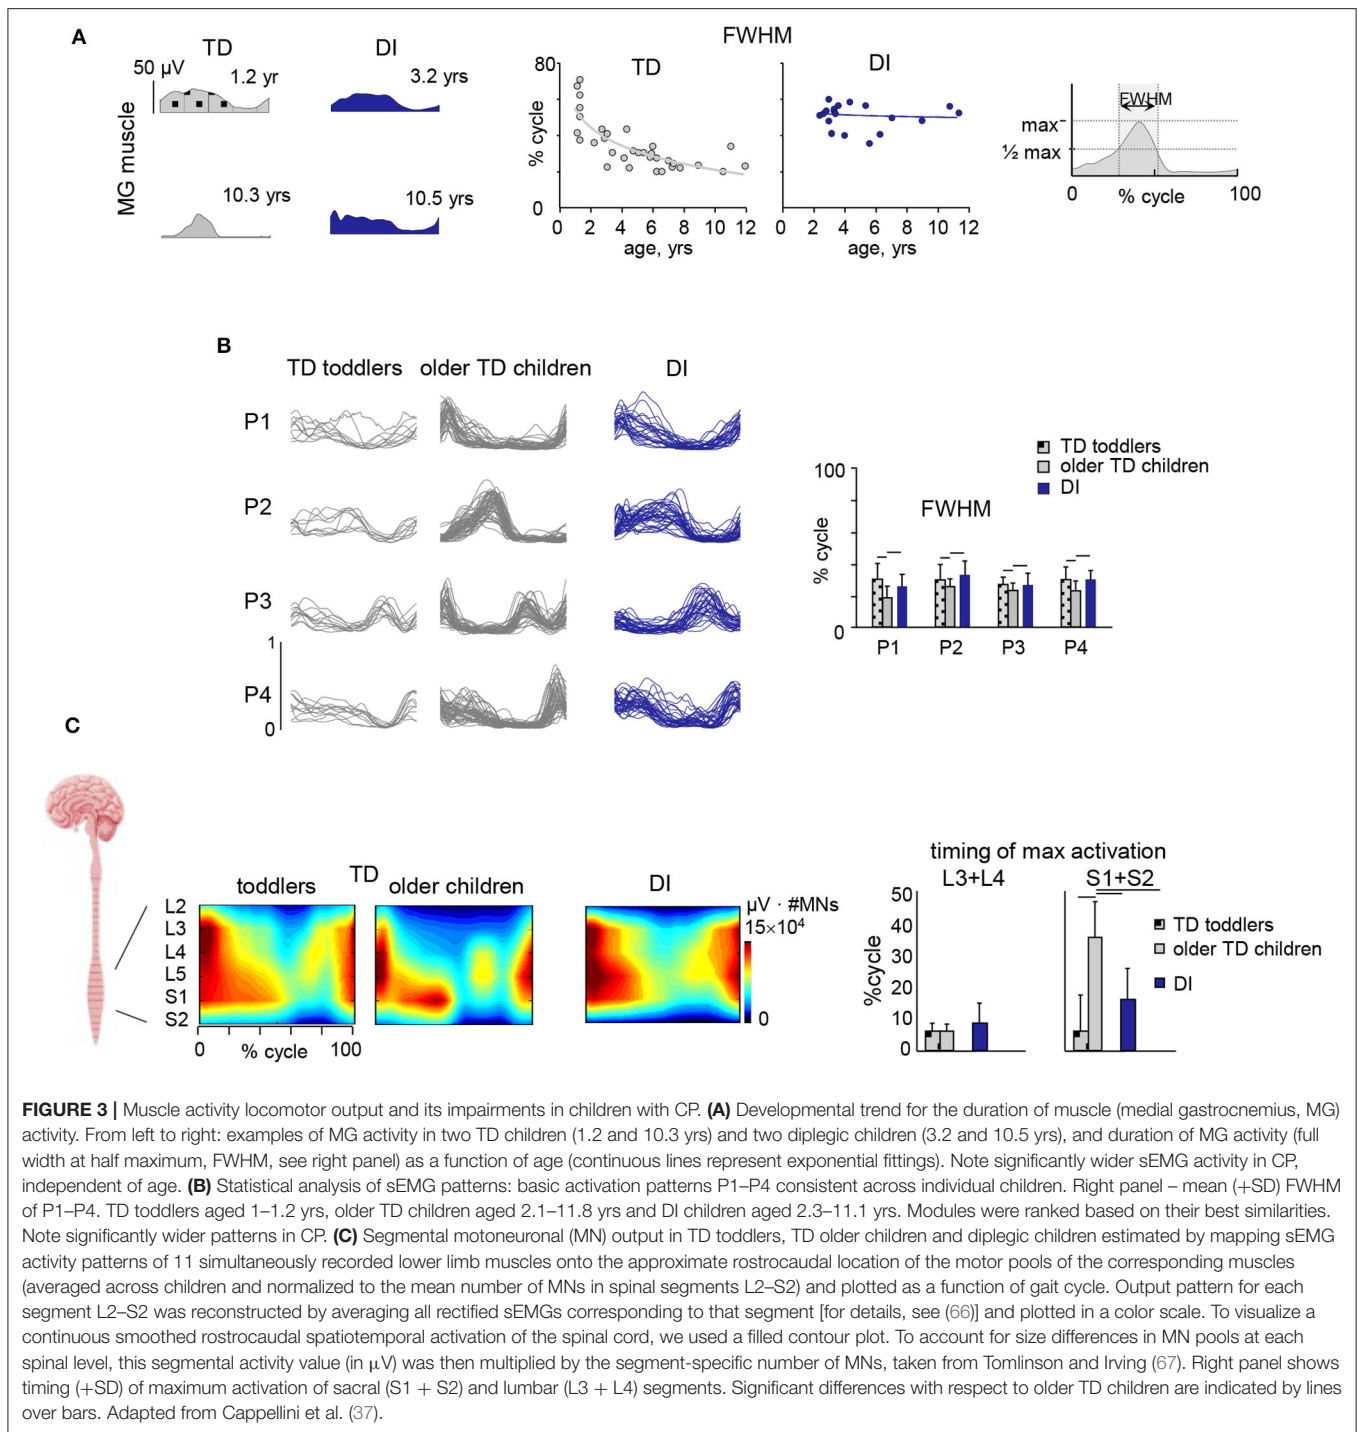 A
TD
DI
FWHM
50 µV
1.2 yr
3.2 yrs
MG muscle
10.3 yrs
10.5 yrs
TD
DI
80
% cycle
0
0 2 4 6 8 10 12
age, yrs
0 2 4 6 8 10 12
age, yrs
FWHM
max
½ max
0
% cycle
100
B
TD toddlers
older TD children
DI
P1
P2
P3
P4
1
0
TD toddlers
older TD children
DI
FWHM
100
% cycle
0
P1 P2 P3 P4
C
TD
toddlers
older children
DI
L2
L3
L4
L5
S1
S2
0
% cycle
100
µV · #MNs
15×10⁴
0
timing of max activation
L3+L4
S1+S2
50
40
30
20
10
0
%cycle
TD toddlers
older TD children
DI
FIGURE 3 | Muscle activity locomotor output and its impairments in children with CP. (A) Developmental trend for the duration of muscle (medial gastrocnemius, MG)
activity. From left to right: examples of MG activity in two TD children (1.2 and 10.3 yrs) and two diplegic children (3.2 and 10.5 yrs), and duration of MG activity (full
width at half maximum, FWHM, see right panel) as a function of age (continuous lines represent exponential fittings). Note significantly wider sEMG activity in CP,
independent of age. (B) Statistical analysis of sEMG patterns: basic activation patterns P1–P4 consistent across individual children. Right panel – mean (+SD) FWHM
of P1–P4. TD toddlers aged 1–1.2 yrs, older TD children aged 2.1–11.8 yrs and DI children aged 2.3–11.1 yrs. Modules were ranked based on their best similarities.
Note significantly wider patterns in CP. (C) Segmental motoneuronal (MN) output in TD toddlers, TD older children and diplegic children estimated by mapping sEMG
activity patterns of 11 simultaneously recorded lower limb muscles onto the approximate rostrocaudal location of the motor pools of the corresponding muscles
(averaged across children and normalized to the mean number of MNs in spinal segments L2–S2) and plotted as a function of gait cycle. Output pattern for each
segment L2–S2 was reconstructed by averaging all rectified sEMGs corresponding to that segment [for details, see (66)] and plotted in a color scale. To visualize a
continuous smoothed rostrocaudal spatiotemporal activation of the spinal cord, we used a filled contour plot. To account for size differences in MN pools at each
spinal level, this segmental activity value (in µV) was then multiplied by the segment-specific number of MNs, taken from Tomlinson and Irving (67). Right panel shows
timing (+SD) of maximum activation of sacral (S1 + S2) and lumbar (L3 + L4) segments. Significant differences with respect to older TD children are indicated by lines
over bars. Adapted from Cappellini et al. (37).